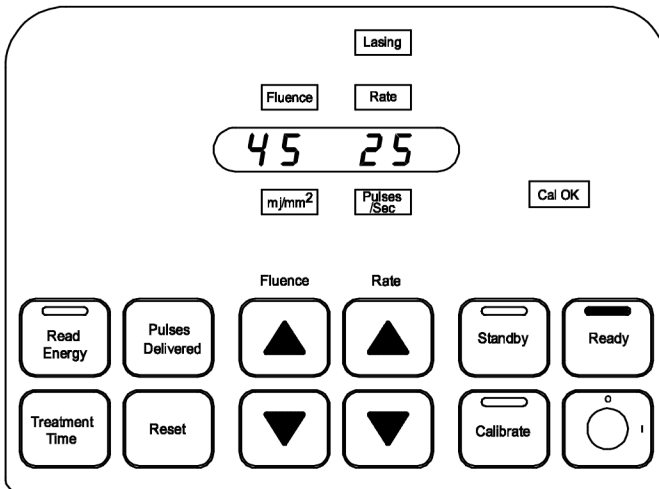 Lasing
Fluence Rate
45 25
mj/mm²
Pulses
/Sec
Cal OK
Fluence Rate
Read
Energy
Pulses
Delivered
Standby
Ready
Treatment
Time
Reset
Calibrate
O
I